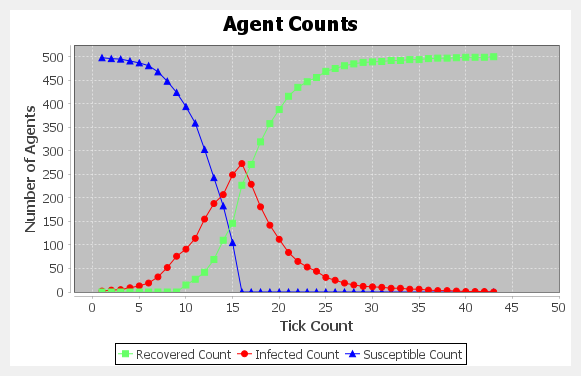 Agent Counts
500
450
400
350
300
250
200
150
100
50
0
Number of Agents
0 5 10 15 20 25 30 35 40 45 50
Tick Count
Recovered Count Infected Count Susceptible Count